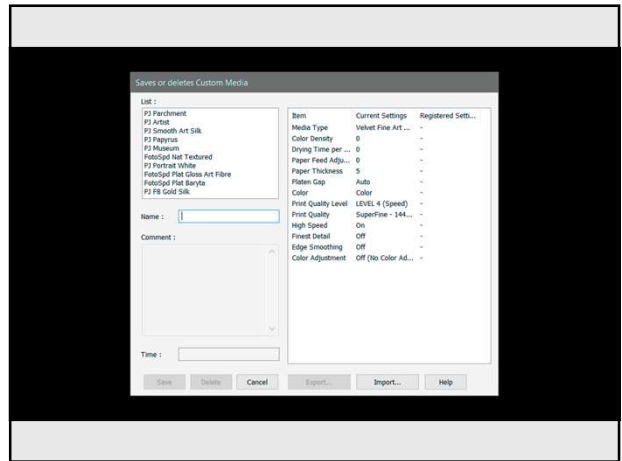 Saves or deletes Custom Media
List :
PJ Parchment
PJ Artist
PJ Smooth Art Silk
PJ Papyrus
PJ Museum
FotoSpd Nat Textured
PJ Portrait White
FotoSpd Plat Gloss Art Fibre
FotoSpd Plat Baryta
PJ FB Gold Silk
Name :
Comment :
Time :
Item Current Settings Registered Setti...
Media Type Velvet Fine Art ... -
Color Density 0 -
Drying Time per ... 0 -
Paper Feed Adju... 0 -
Paper Thickness 5 -
Platen Gap Auto -
Color Color -
Print Quality Level LEVEL 4 (Speed) -
Print Quality SuperFine - 144... -
High Speed On -
Finest Detail Off -
Edge Smoothing Off -
Color Adjustment Off (No Color Ad... -
Save Delete Cancel Export... Import... Help